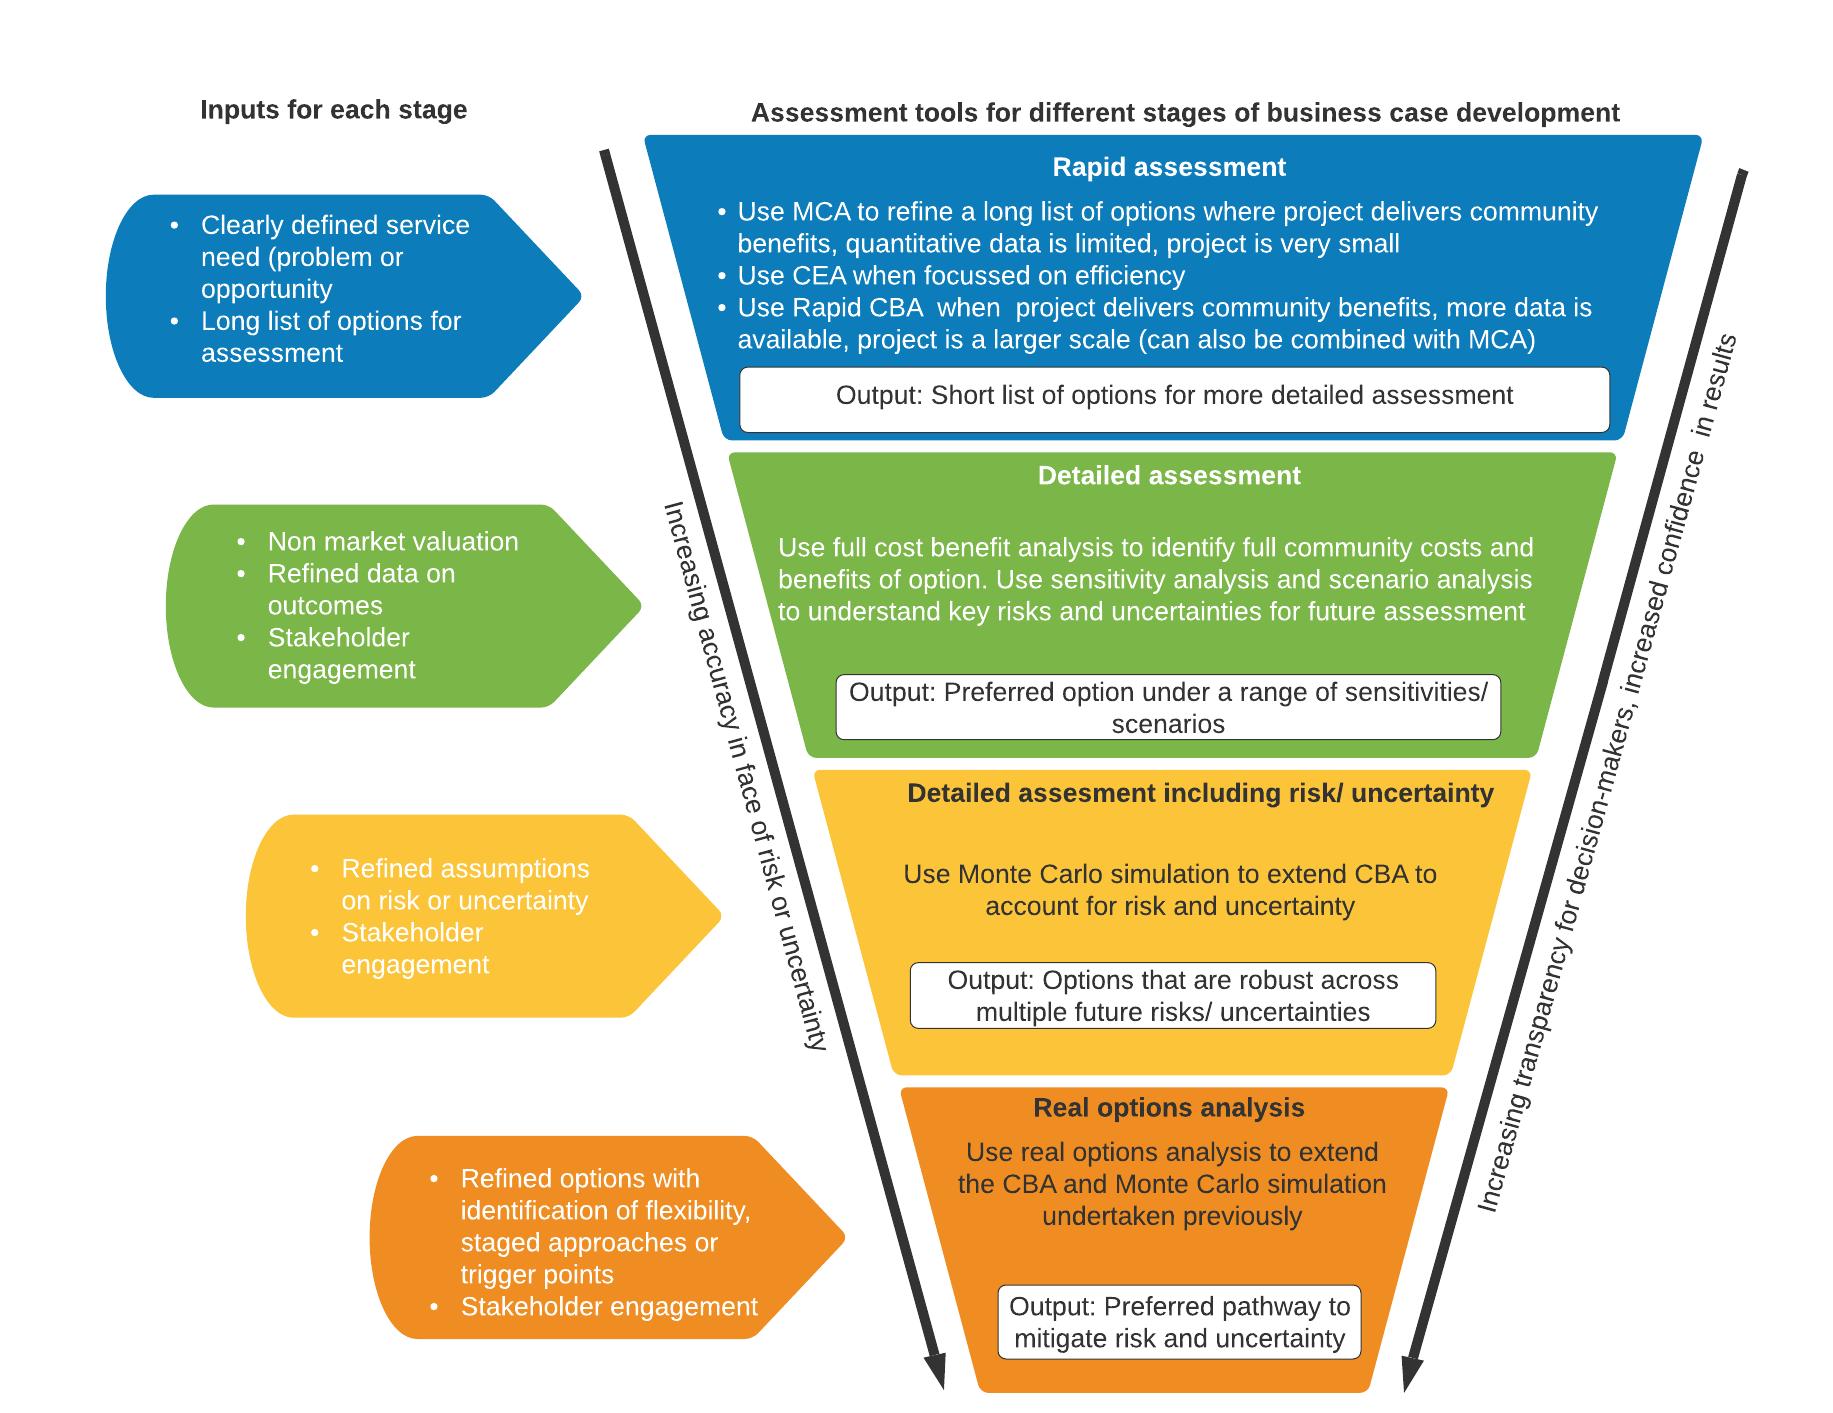 Inputs for each stage
Assessment tools for different stages of business case development
• Clearly defined service
need (problem or
opportunity
• Long list of options for
assessment
Rapid assessment
• Use MCA to refine a long list of options where project delivers community
benefits, quantitative data is limited, project is very small
• Use CEA when focussed on efficiency
• Use Rapid CBA  when  project delivers community benefits, more data is
available, project is a larger scale (can also be combined with MCA)
Output: Short list of options for more detailed assessment
• Non market valuation
• Refined data on
outcomes
• Stakeholder
engagement
Detailed assessment
Use full cost benefit analysis to identify full community costs and
benefits of option. Use sensitivity analysis and scenario analysis
to understand key risks and uncertainties for future assessment
Output: Preferred option under a range of sensitivities/
scenarios
• Refined assumptions
on risk or uncertainty
• Stakeholder
engagement
Detailed assesment including risk/ uncertainty
Use Monte Carlo simulation to extend CBA to
account for risk and uncertainty
Output: Options that are robust across
multiple future risks/ uncertainties
• Refined options with
identification of flexibility,
staged approaches or
trigger points
• Stakeholder engagement
Real options analysis
Use real options analysis to extend
the CBA and Monte Carlo simulation
undertaken previously
Output: Preferred pathway to
mitigate risk and uncertainty
Increasing accuracy in face of risk or uncertainty
Increasing transparency for decision-makers, increased confidence  in results